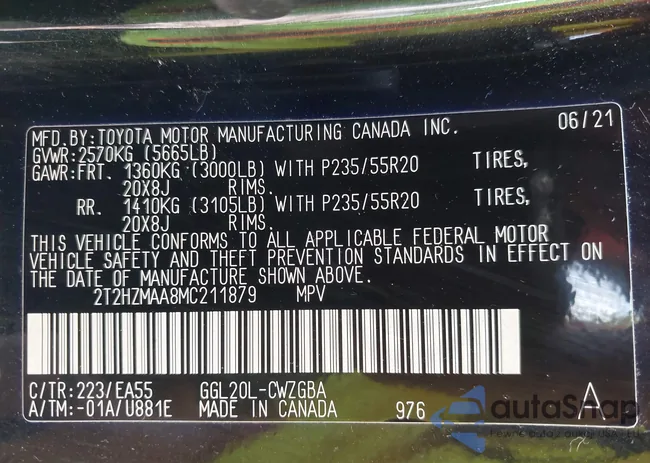 MFD.BY:TOYOTA MOTOR MANUFACTURING CANADA INC. 06/21
GVWR:2570KG (5665LB)
GAWR:FRT. 1360KG (3000LB) WITH P235/55R20 TIRES,
20X8J RIMS.
RR. 1410KG (3105LB) WITH P235/55R20 TIRES,
20X8J RIMS.
THIS VEHICLE CONFORMS TO ALL APPLICABLE FEDERAL MOTOR
VEHICLE SAFETY AND THEFT PREVENTION STANDARDS IN EFFECT ON
THE DATE OF MANUFACTURE SHOWN ABOVE.
2T2HZMAA8MC211879 MPV
C/TR:223/EA55 GGL20L-CWZGBA
A/TM:-01A/U881E MADE IN CANADA 976 A
autoSnap